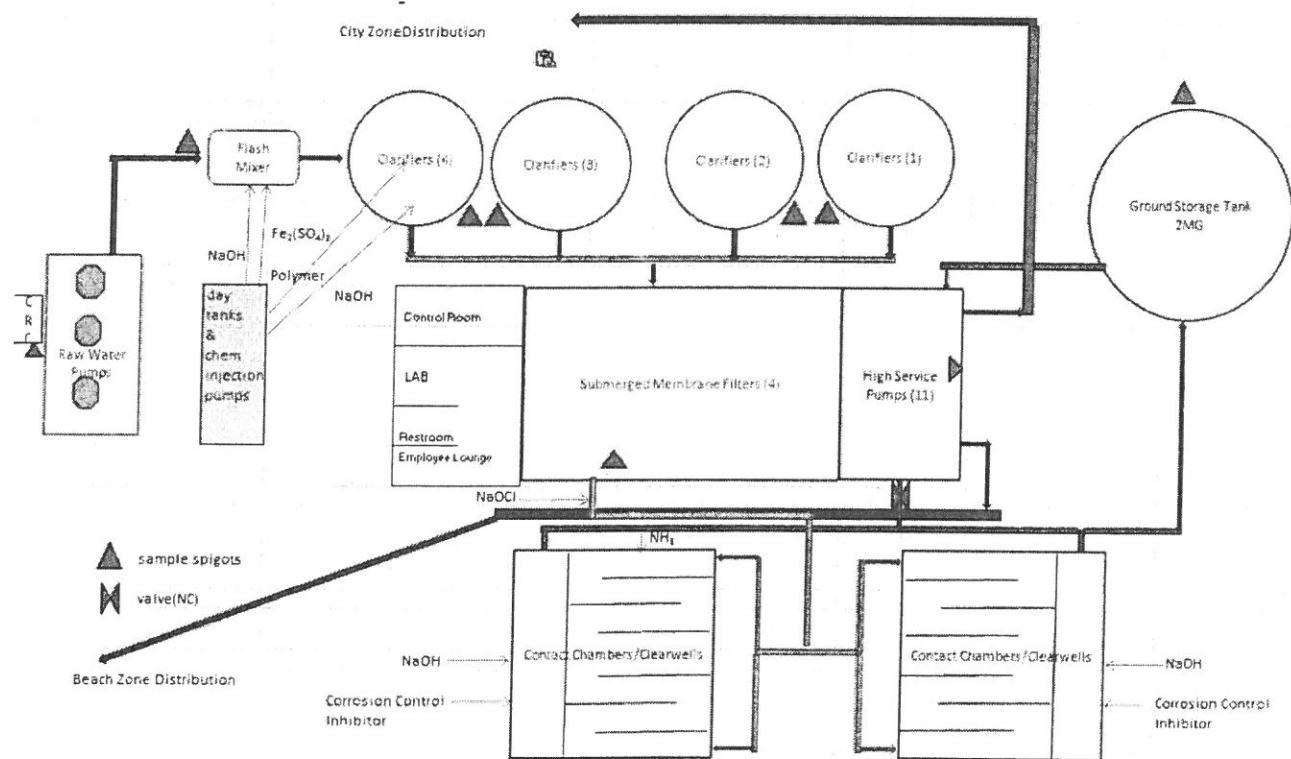 City Zone Distribution
Flash
Mixer
Clarifiers (4)
Clarifiers (3)
Clarifiers (2)
Clarifiers (1)
Ground Storage Tank
2MG
Fe₂(SO₄)₃
NaOH
Polymer
NaOH
C
R
C
Raw Water
Pumps
day
tanks
&
chem
injection
pumps
Control Room
LAB
Restroom
Employee Lounge
Submerged Membrane Filters (4)
High Service
Pumps (11)
NaOCl
NH₃
sample spigots
valve(NC)
Beach Zone Distribution
NaOH
Corrosion Control
Inhibitor
Contact Chambers/Clearwells
Contact Chambers/Clearwells
NaOH
Corrosion Control
Inhibitor